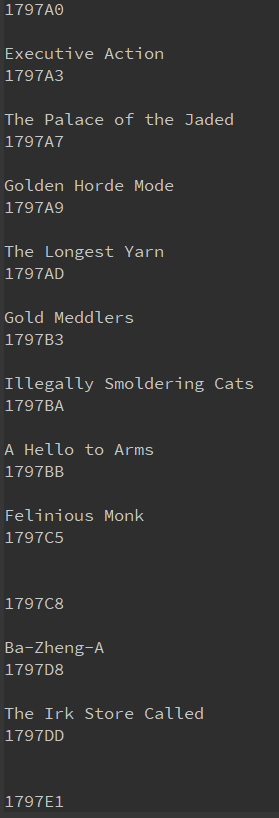 1797A0
Executive Action
1797A3
The Palace of the Jaded
1797A7
Golden Horde Mode
1797A9
The Longest Yarn
1797AD
Gold Meddlers
1797B3
Illegally Smoldering Cats
1797BA
A Hello to Arms
1797BB
Felinious Monk
1797C5
1797C8
Ba-Zheng-A
1797D8
The Irk Store Called
1797DD
1797E1